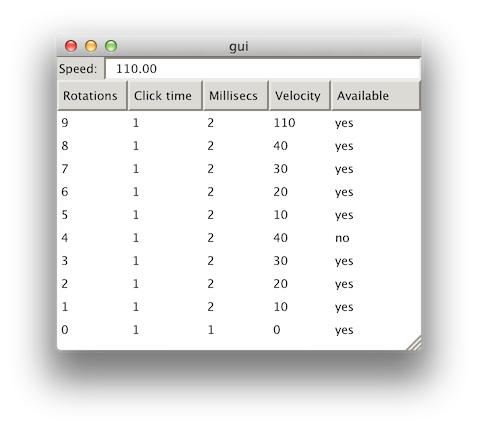 gui
Speed: 110.00
Rotations Click time Millisecs Velocity Available
9 1 2 110 yes
8 1 2 40 yes
7 1 2 30 yes
6 1 2 20 yes
5 1 2 10 yes
4 1 2 40 no
3 1 2 30 yes
2 1 2 20 yes
1 1 2 10 yes
0 1 1 0 yes